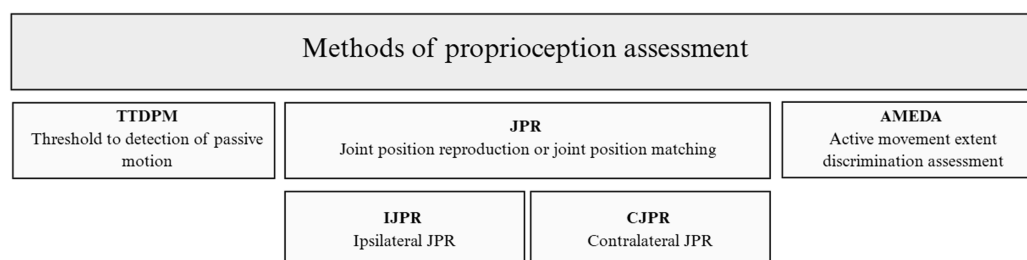 Methods of proprioception assessment
TTDPM
Threshold to detection of passive
motion
JPR
Joint position reproduction or joint position matching
AMEDA
Active movement extent
discrimination assessment
IJPR
Ipsilateral JPR
CJPR
Contralateral JPR